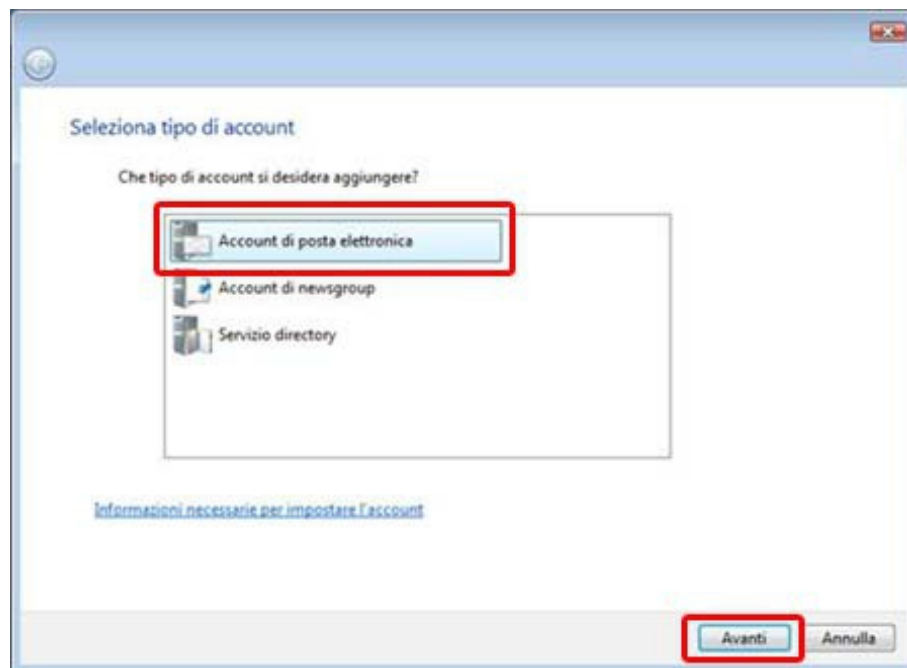 Seleziona tipo di account
Che tipo di account si desidera aggiungere?
Account di posta elettronica
Account di newsgroup
Servizio directory
Informazioni necessarie per impostare l'account
Avanti
Annulla